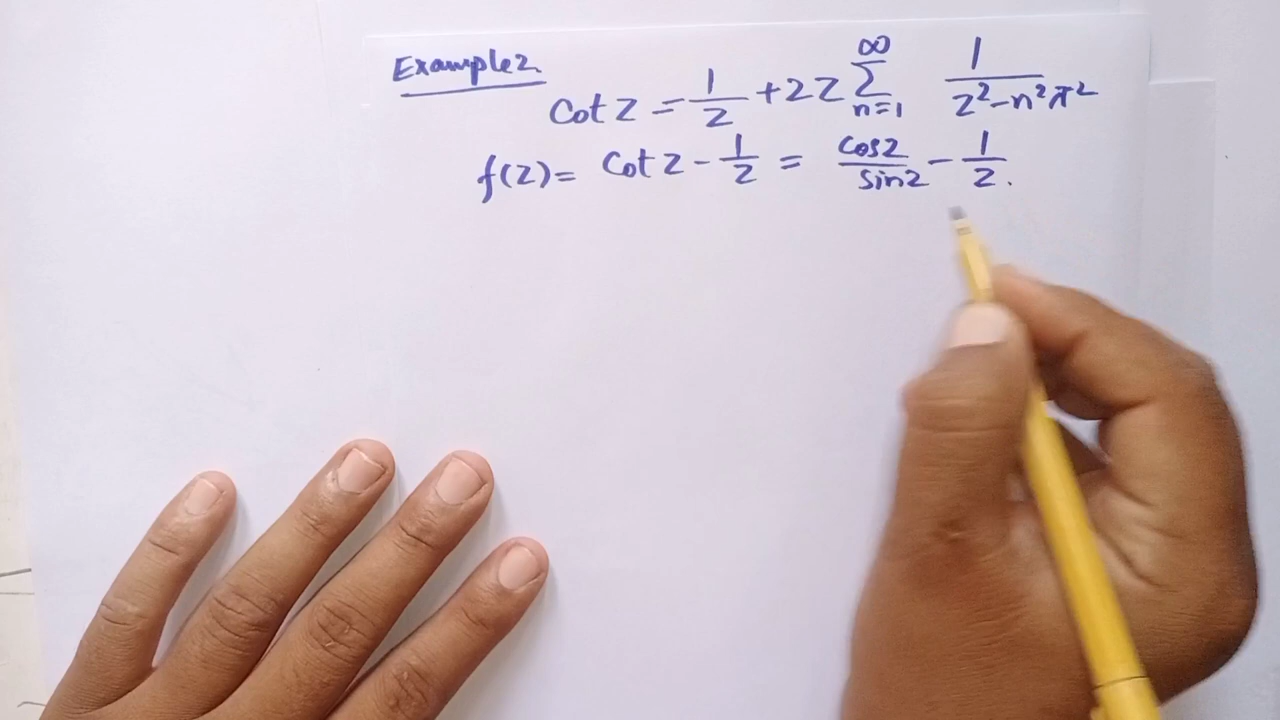 Example 2
cot z = 1/z + 2z ∑_{n=1}^{∞} 1/(z² - n²π²)
f(z) = cot z - 1/z = cos z/sin z - 1/z.